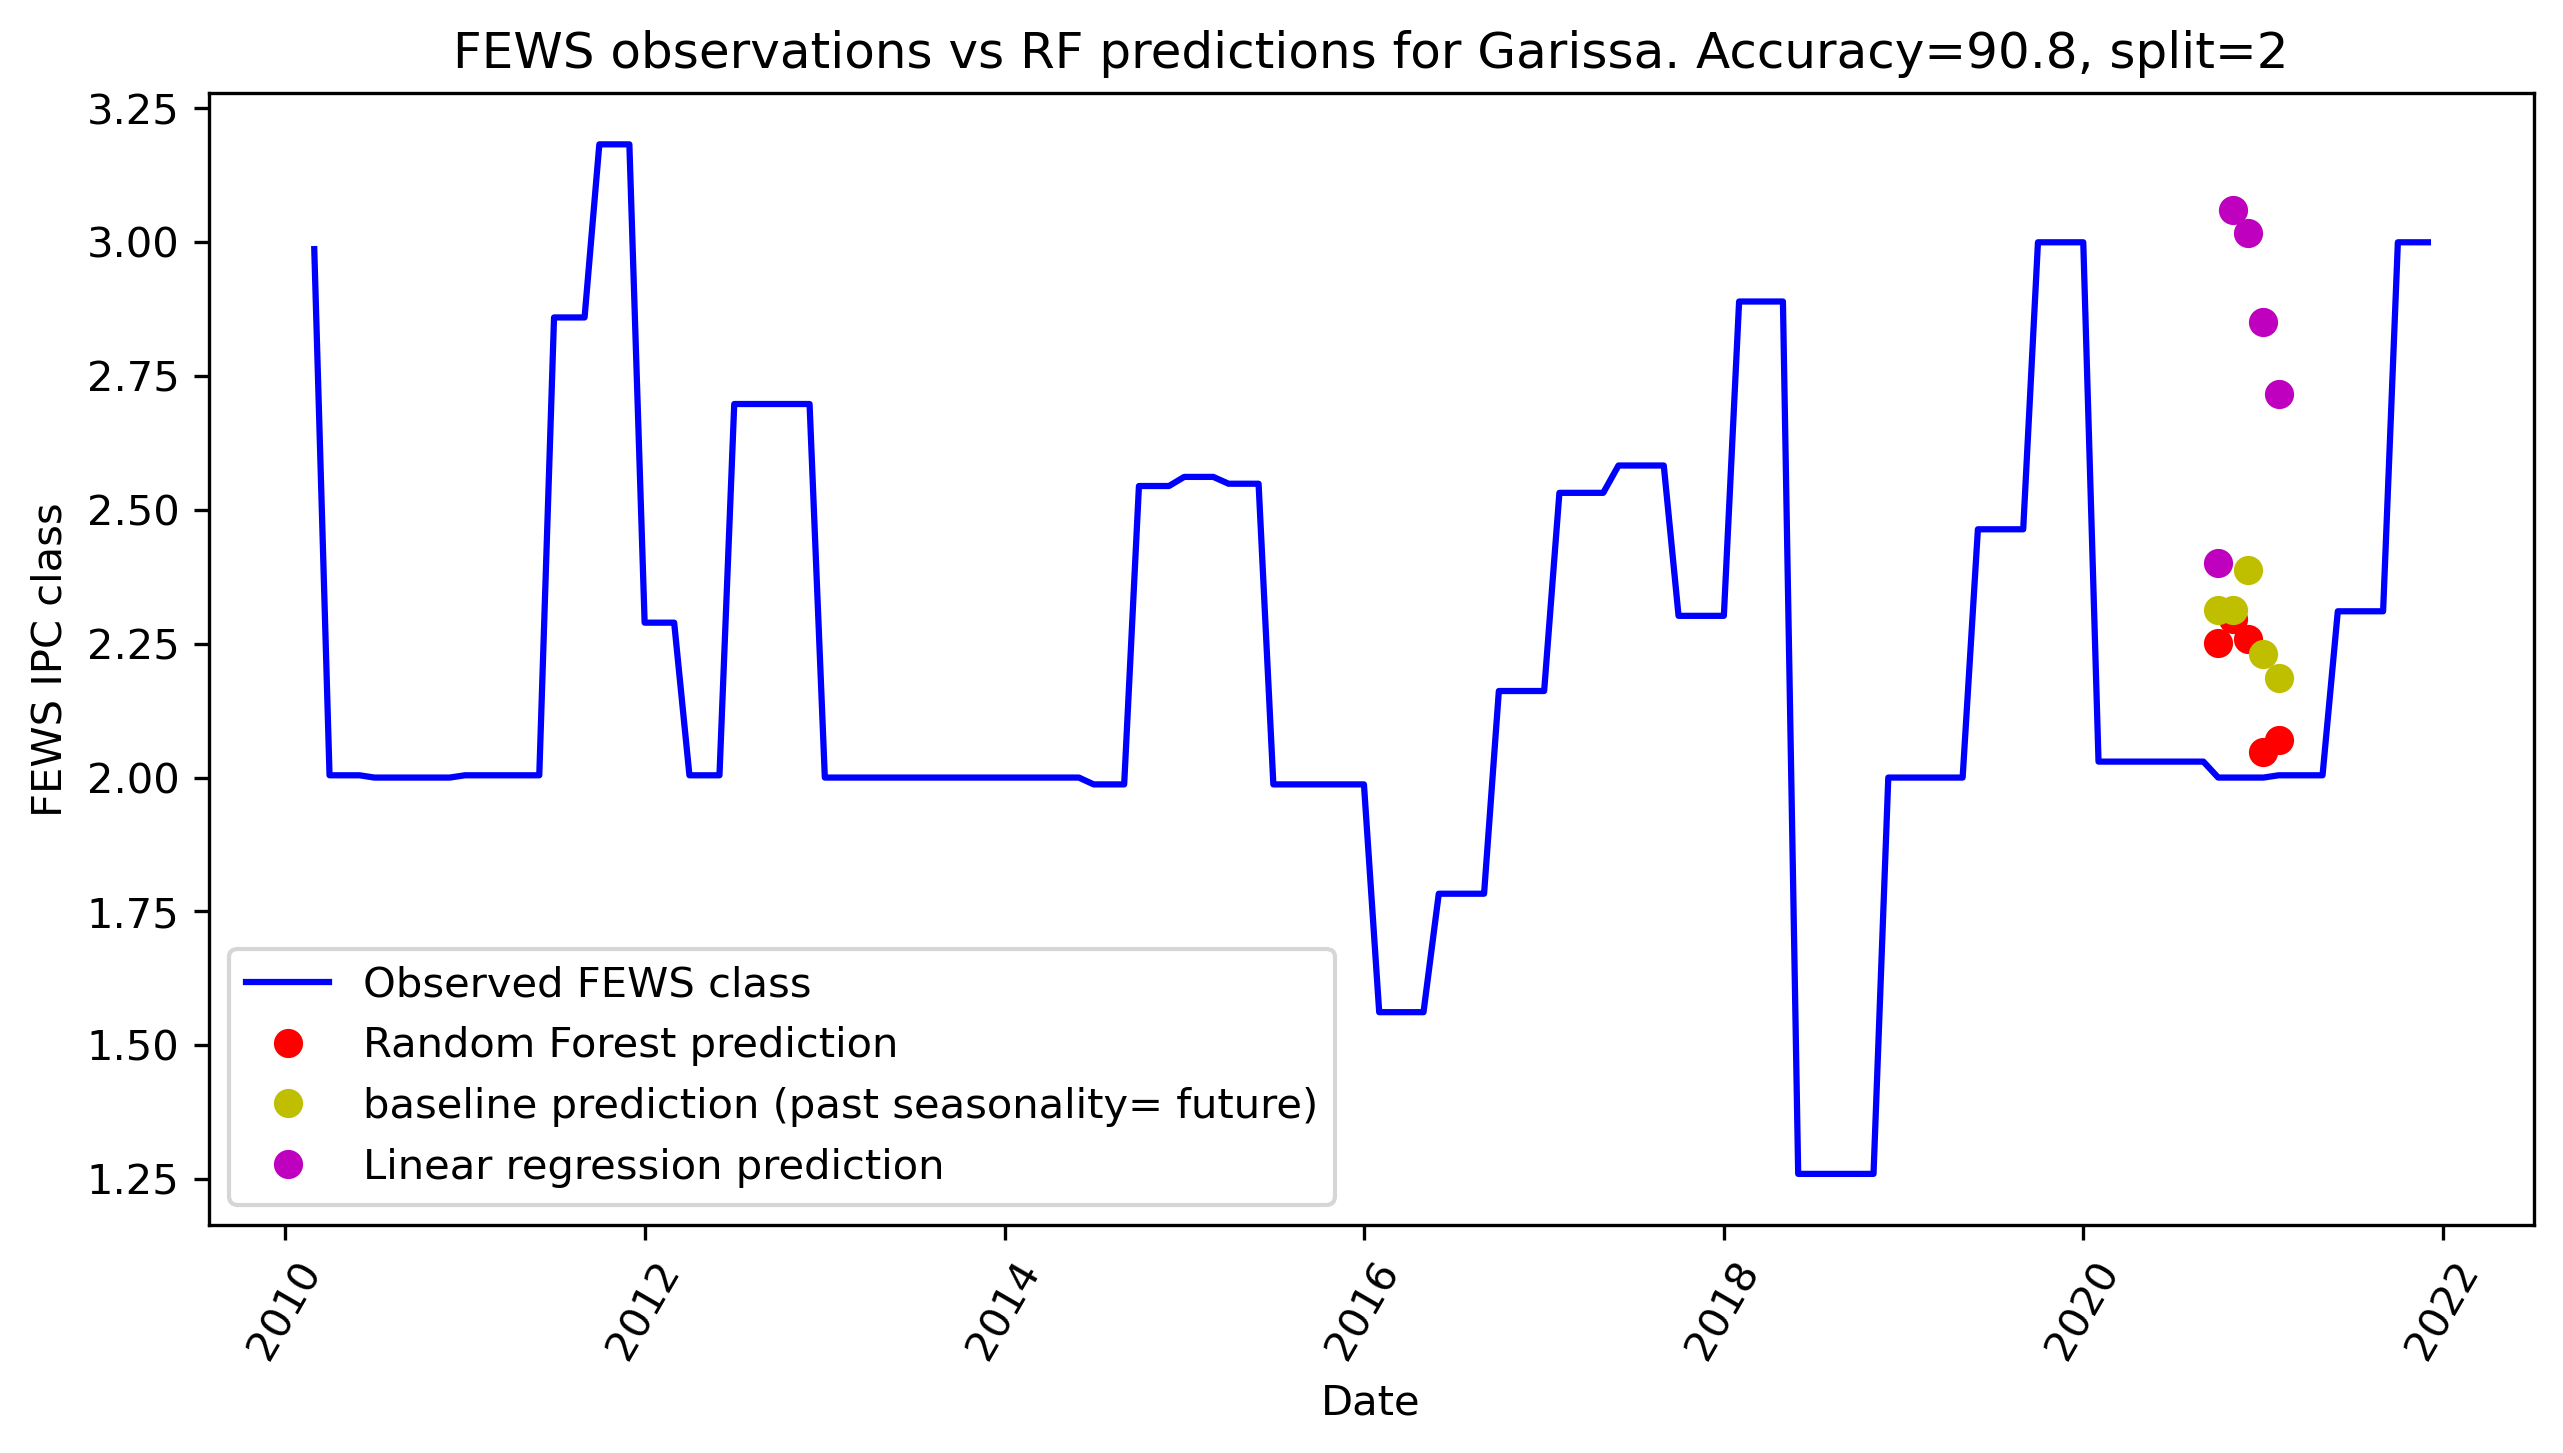 FEWS observations vs RF predictions for Garissa. Accuracy=90.8, split=2
3.25
3.00
2.75
2.50
2.25
2.00
1.75
1.50
1.25
FEWS IPC class
Observed FEWS class
Random Forest prediction
baseline prediction (past seasonality= future)
Linear regression prediction
2010
2012
2014
2016
2018
2020
2022
Date